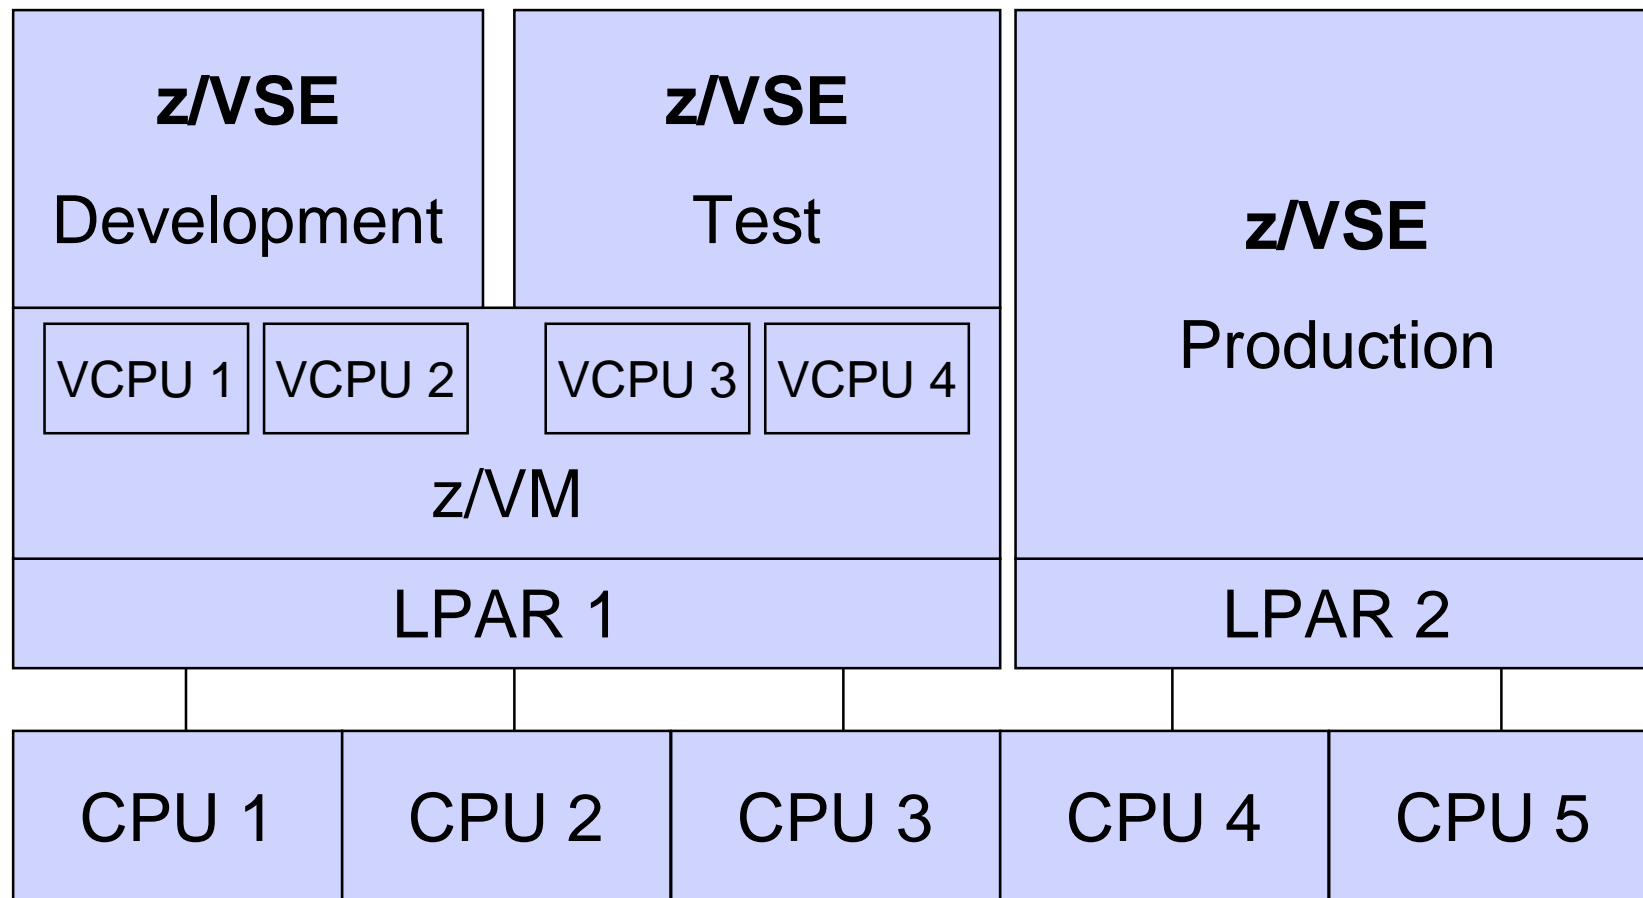 z/VSE
Development
z/VSE
Test
z/VSE
Production
VCPU 1
VCPU 2
VCPU 3
VCPU 4
z/VM
LPAR 1
LPAR 2
CPU 1
CPU 2
CPU 3
CPU 4
CPU 5